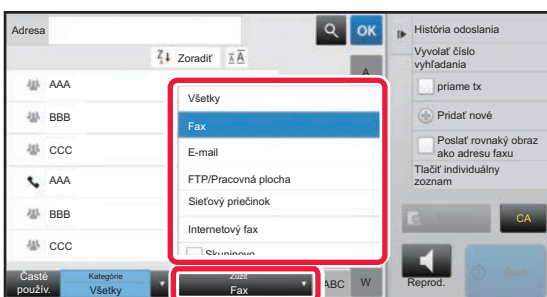 Adresa
OK
História odoslania
Zoradiť
Vyvolať číslo
vyhľadania
A
AAA
BBB
CCC
AAA
BBB
CCC
Všetky
Fax
E-mail
FTP/Pracovná plocha
Sieťový priečinok
Internetový fax
Skupinovo
priame tx
Pridať nové
Poslať rovnaký obraz
ako adresu faxu
Tlačiť individuálny
zoznam
CA
Časté
použív.
Kategórie
Všetky
Zúžiť
Fax
ABC
W
Reprod.
Štart